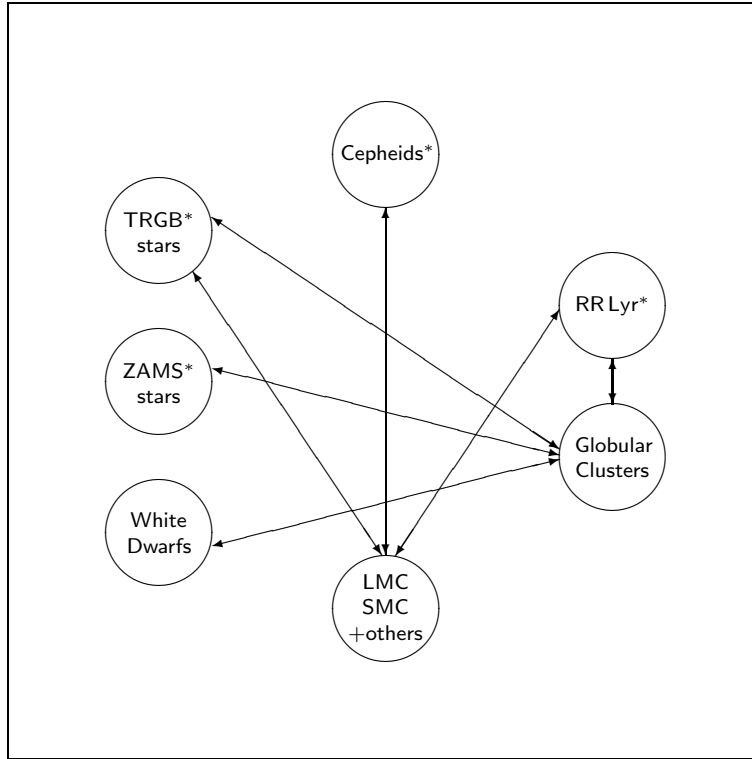 Cepheids*
TRGB*
stars
RR Lyr*
ZAMS*
stars
Globular
Clusters
White
Dwarfs
LMC
SMC
+others